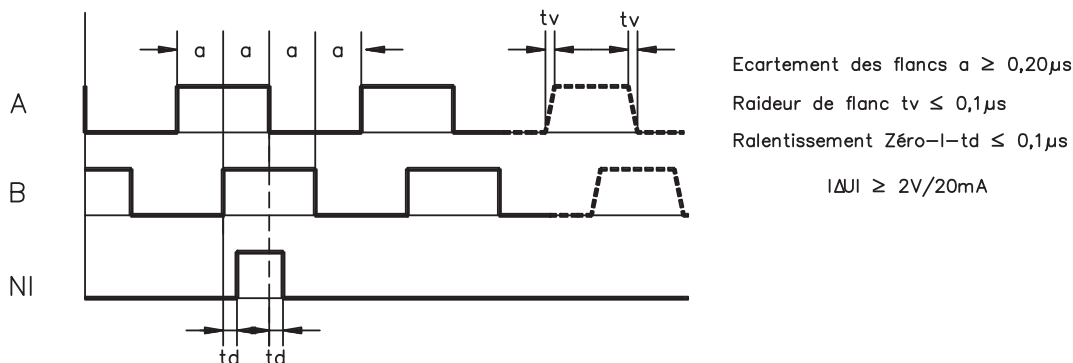 tv tv
a a a a
A
B
NI
td td
Ecartement des flancs a ≥ 0,20µs
Raideur de flanc tv ≤ 0,1µs
Ralentissement Zéro-I-td ≤ 0,1µs
IΔUI ≥ 2V/20mA